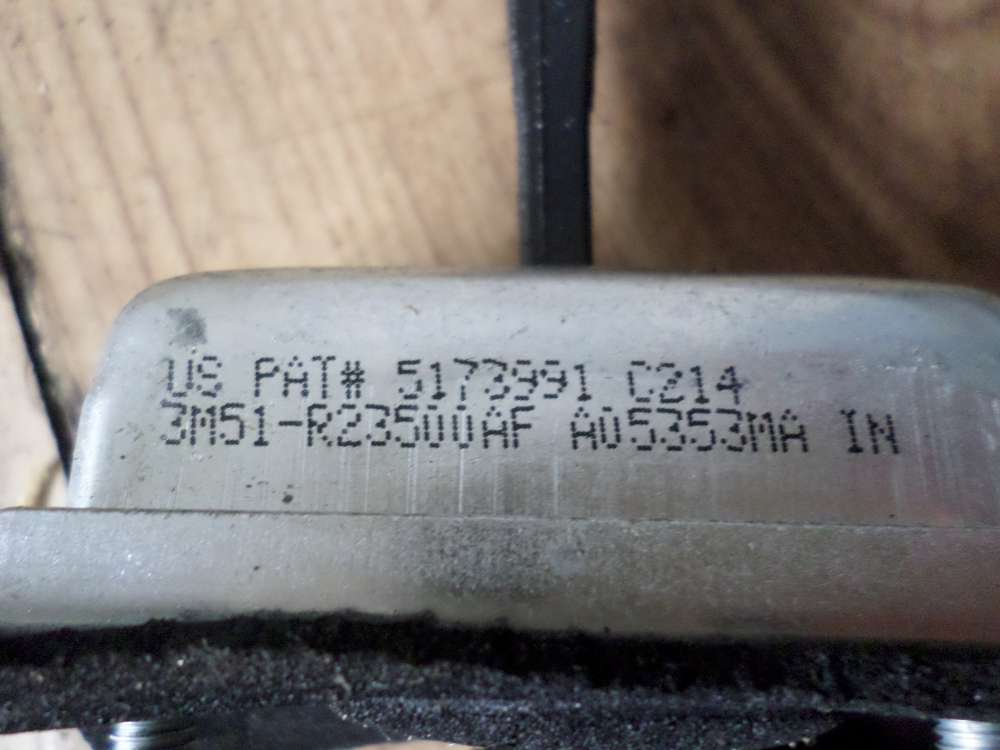 US PAT# 5173991 C214
3M51-R23500AF A05353MA IN